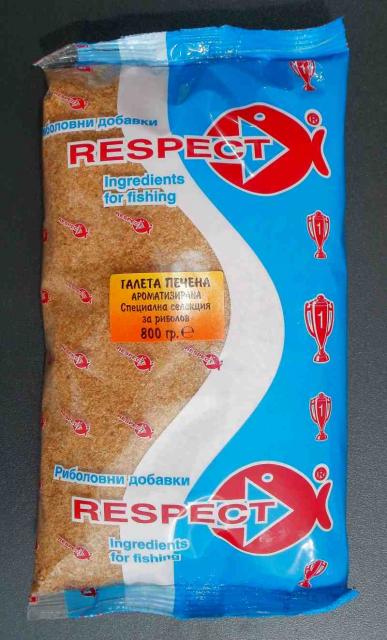 Риболовни добавки
RESPECT
Ingredients
for fishing
ГАЛЕТА ПЕЧЕНА
АРОМАТИЗИРАНА
Специална селекция
за риболов
800 гр. ℮
Риболовни добавки
RESPECT
Ingredients
for fishing